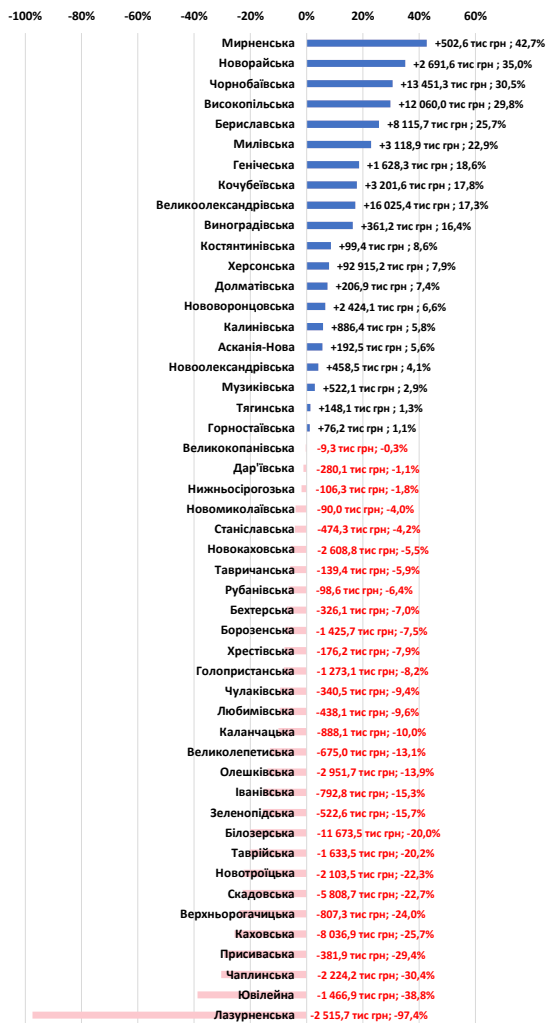 -100% -80% -60% -40% -20% 0% 20% 40% 60%
Мирненська +502,6 тис грн ; 42,7%
Новорайська +2 691,6 тис грн ; 35,0%
Чорнобаївська +13 451,3 тис грн ; 30,5%
Високопільська +12 060,0 тис грн ; 29,8%
Бериславська +8 115,7 тис грн ; 25,7%
Милівська +3 118,9 тис грн ; 22,9%
Генічеська +1 628,3 тис грн ; 18,6%
Кочубеївська +3 201,6 тис грн ; 17,8%
Великоолександрівська +16 025,4 тис грн ; 17,3%
Виноградівська +361,2 тис грн ; 16,4%
Костянтинівська +99,4 тис грн ; 8,6%
Херсонська +92 915,2 тис грн ; 7,9%
Долматівська +206,9 тис грн ; 7,4%
Нововоронцовська +2 424,1 тис грн ; 6,6%
Калинівська +886,4 тис грн ; 5,8%
Асканія-Нова +192,5 тис грн ; 5,6%
Новоолександрівська +458,5 тис грн ; 4,1%
Музиківська +522,1 тис грн ; 2,9%
Тягинська +148,1 тис грн ; 1,3%
Горностаївська +76,2 тис грн ; 1,1%
Великокопанівська -9,3 тис грн; -0,3%
Дар'ївська -280,1 тис грн; -1,1%
Нижньосірогозька -106,3 тис грн; -1,8%
Новомиколаївська -90,0 тис грн; -4,0%
Станіславська -474,3 тис грн; -4,2%
Новокаховська -2 608,8 тис грн; -5,5%
Тавричанська -139,4 тис грн; -5,9%
Рубанівська -98,6 тис грн; -6,4%
Бехтерська -326,1 тис грн; -7,0%
Борозенська -1 425,7 тис грн; -7,5%
Хрестівська -176,2 тис грн; -7,9%
Голопристанська -1 273,1 тис грн; -8,2%
Чулаківська -340,5 тис грн; -9,4%
Любимівська -438,1 тис грн; -9,6%
Каланчацька -888,1 тис грн; -10,0%
Великолепетиська -675,0 тис грн; -13,1%
Олешківська -2 951,7 тис грн; -13,9%
Іванівська -792,8 тис грн; -15,3%
Зеленопідська -522,6 тис грн; -15,7%
Білозерська -11 673,5 тис грн; -20,0%
Таврійська -1 633,5 тис грн; -20,2%
Новотроїцька -2 103,5 тис грн; -22,3%
Скадовська -5 808,7 тис грн; -22,7%
Верхньорогачицька -807,3 тис грн; -24,0%
Каховська -8 036,9 тис грн; -25,7%
Присиваська -381,9 тис грн; -29,4%
Чаплинська -2 224,2 тис грн; -30,4%
Ювілейна -1 466,9 тис грн; -38,8%
Лазурненська -2 515,7 тис грн; -97,4%